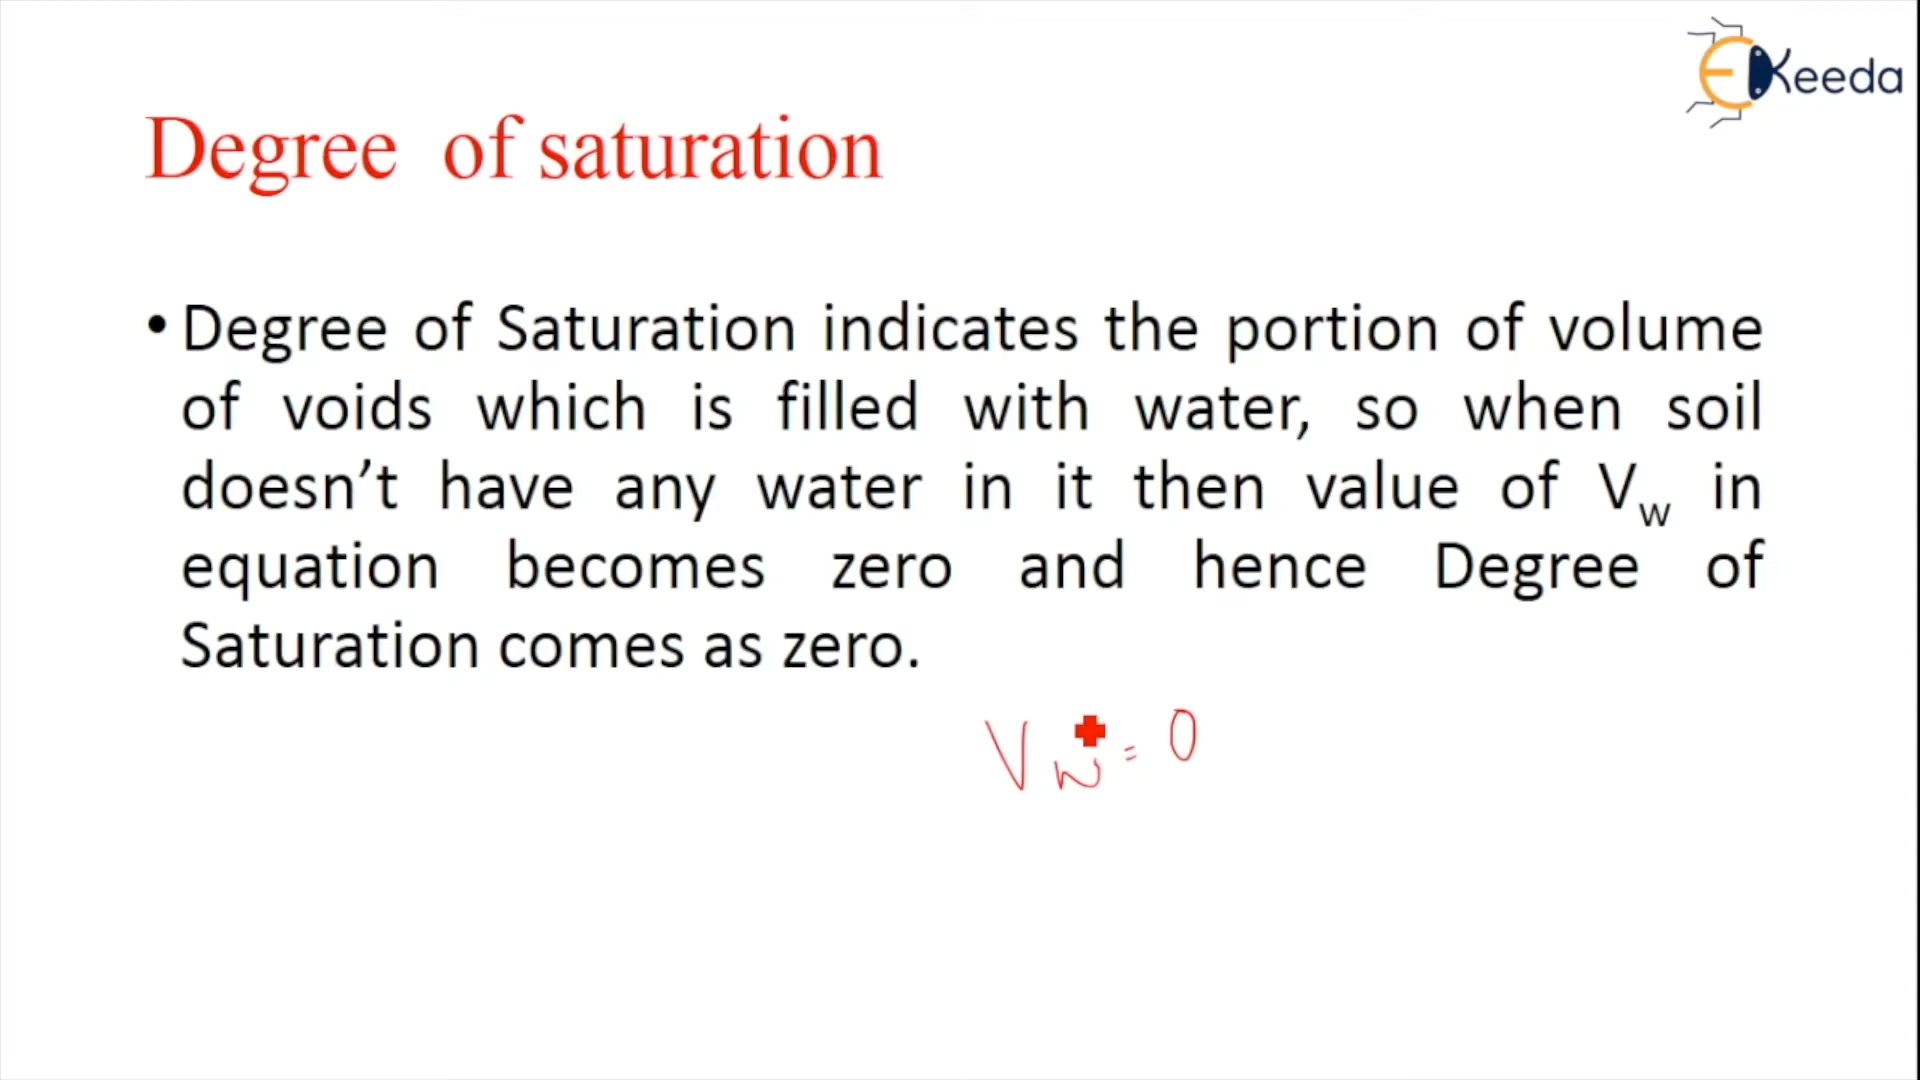 EKeeda
Degree of saturation
• Degree of Saturation indicates the portion of volume
of voids which is filled with water, so when soil
doesn’t have any water in it then value of Vw in
equation becomes zero and hence Degree of
Saturation comes as zero.
Vw = 0